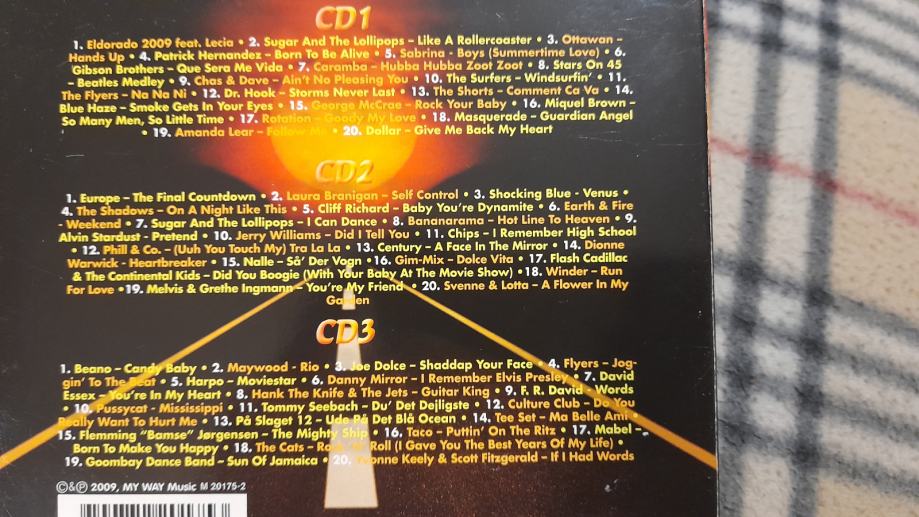 CD1
1. Eldorado 2009 feat. Lecia • 2. Sugar And The Lollipops – Like A Rollercoaster • 3. Ottawan –
Hands Up • 4. Patrick Hernandez – Born To Be Alive • 5. Sabrina - Boys (Summertime Love) • 6.
Gibson Brothers – Que Sera Me Vida • 7. Caramba – Hubba Hubba Zoot Zoot • 8. Stars On 45
– Beatles Medley • 9. Chas & Dave – Ain't No Pleasing You • 10. The Surfers – Windsurfin' • 11.
The Flyers – Na Na Ni • 12. Dr. Hook – Storms Never Last • 13. The Shorts – Comment Ca Va • 14.
Blue Haze – Smoke Gets In Your Eyes • 15. George McCrae – Rock Your Baby • 16. Miquel Brown –
So Many Men, So Little Time • 17. Rotation – Goody My Love • 18. Masquerade – Guardian Angel
• 19. Amanda Lear – Follow Me • 20. Dollar – Give Me Back My Heart
CD2
1. Europe – The Final Countdown • 2. Laura Branigan – Self Control • 3. Shocking Blue - Venus •
4. The Shadows – On A Night Like This • 5. Cliff Richard – Baby You're Dynamite • 6. Earth & Fire
- Weekend • 7. Sugar And The Lollipops – I Can Dance • 8. Bananarama – Hot Line To Heaven • 9.
Alvin Stardust - Pretend • 10. Jerry Williams – Did I Tell You • 11. Chips – I Remember High School
• 12. Phill & Co. – (Uuh You Touch My) Tra La La • 13. Century – A Face In The Mirror • 14. Dionne
Warwick - Heartbreaker • 15. Nalle – Så' Der Vogn • 16. Gim-Mix – Dolce Vita • 17. Flash Cadillac
& The Continental Kids – Did You Boogie (With Your Baby At The Movie Show) • 18. Winder – Run
For Love • 19. Melvis & Grethe Ingmann – You're My Friend • 20. Svenne & Lotta – A Flower In My
Garden
CD3
1. Beano – Candy Baby • 2. Maywood - Rio • 3. Joe Dolce – Shaddap Your Face • 4. Flyers – Jog-
gin' To The Beat • 5. Harpo – Moviestar • 6. Danny Mirror – I Remember Elvis Presley • 7. David
Essex – You're In My Heart • 8. Hank The Knife & The Jets – Guitar King • 9. F. R. David – Words
• 10. Pussycat - Mississippi • 11. Tommy Seebach – Du' Det Dejligste • 12. Culture Club – Do You
Really Want To Hurt Me • 13. På Slaget 12 – Ude På Det Blå Ocean • 14. Tee Set – Ma Belle Ami •
15. Flemming "Bamse" Jørgensen – The Mighty Ship • 16. Taco – Puttin' On The Ritz • 17. Mabel –
Born To Make You Happy • 18. The Cats – Rock 'N' Roll (I Gave You The Best Years Of My Life) •
19. Goombay Dance Band – Sun Of Jamaica • 20. Yvonne Keely & Scott Fitzgerald – If I Had Words
©&℗ 2009, MY WAY Music M 20175-2